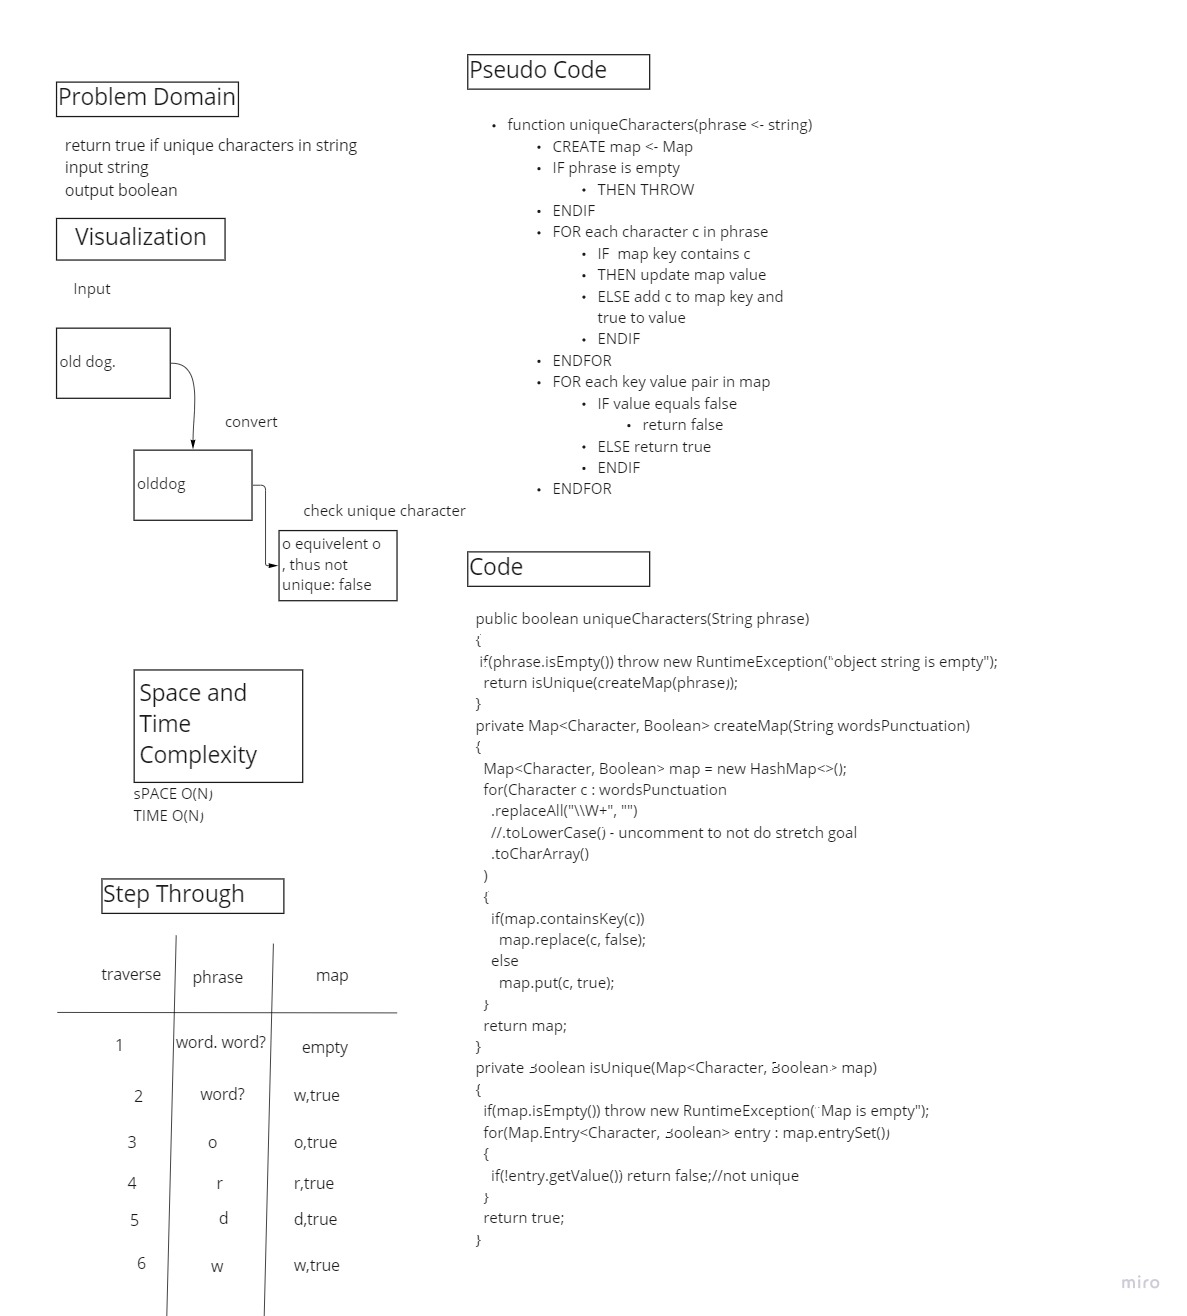 Problem Domain
return true if unique characters in string
input string
output boolean
Visualization
Input
old dog.
convert
olddog
check unique character
o equivelent o
, thus not
unique: false
Space and
Time
Complexity
sPACE O(N)
TIME O(N)
Step Through
traverse phrase map
1 word. word? empty
2 word? w,true
3 o o,true
4 r r,true
5 d d,true
6 w w,true
Pseudo Code
• function uniqueCharacters(phrase <- string)
• CREATE map <- Map
• IF phrase is empty
• THEN THROW
• ENDIF
• FOR each character c in phrase
• IF  map key contains c
• THEN update map value
• ELSE add c to map key and
true to value
• ENDIF
• ENDFOR
• FOR each key value pair in map
• IF value equals false
• return false
• ELSE return true
• ENDIF
• ENDFOR
Code
public boolean uniqueCharacters(String phrase)
{
if(phrase.isEmpty()) throw new RuntimeException("object string is empty");
return isUnique(createMap(phrase));
}
private Map<Character, Boolean> createMap(String wordsPunctuation)
{
Map<Character, Boolean> map = new HashMap<>();
for(Character c : wordsPunctuation
.replaceAll("\\W+", "")
//.toLowerCase() - uncomment to not do stretch goal
.toCharArray()
)
{
if(map.containsKey(c))
map.replace(c, false);
else
map.put(c, true);
}
return map;
}
private Boolean isUnique(Map<Character, Boolean> map)
{
if(map.isEmpty()) throw new RuntimeException("Map is empty");
for(Map.Entry<Character, Boolean> entry : map.entrySet())
{
if(!entry.getValue()) return false;//not unique
}
return true;
}
miro